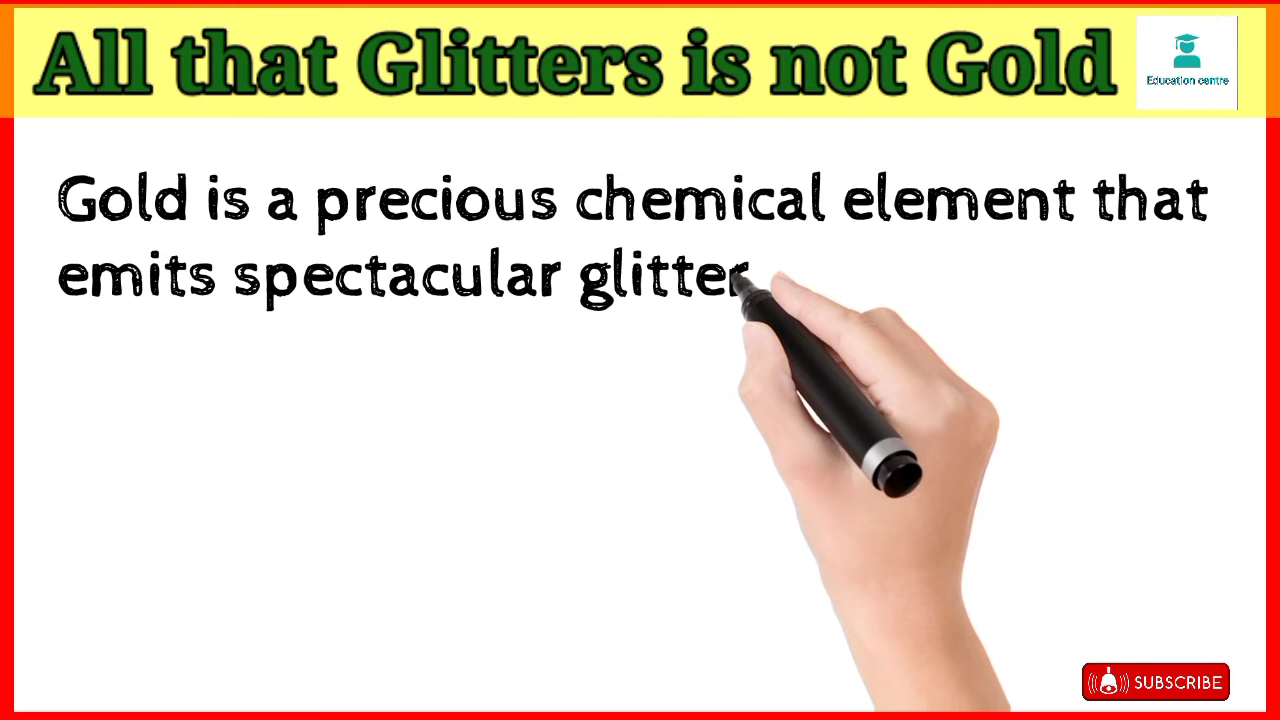 All that Glitters is not Gold
Education centre
Gold is a precious chemical element that
emits spectacular glitter
SUBSCRIBE